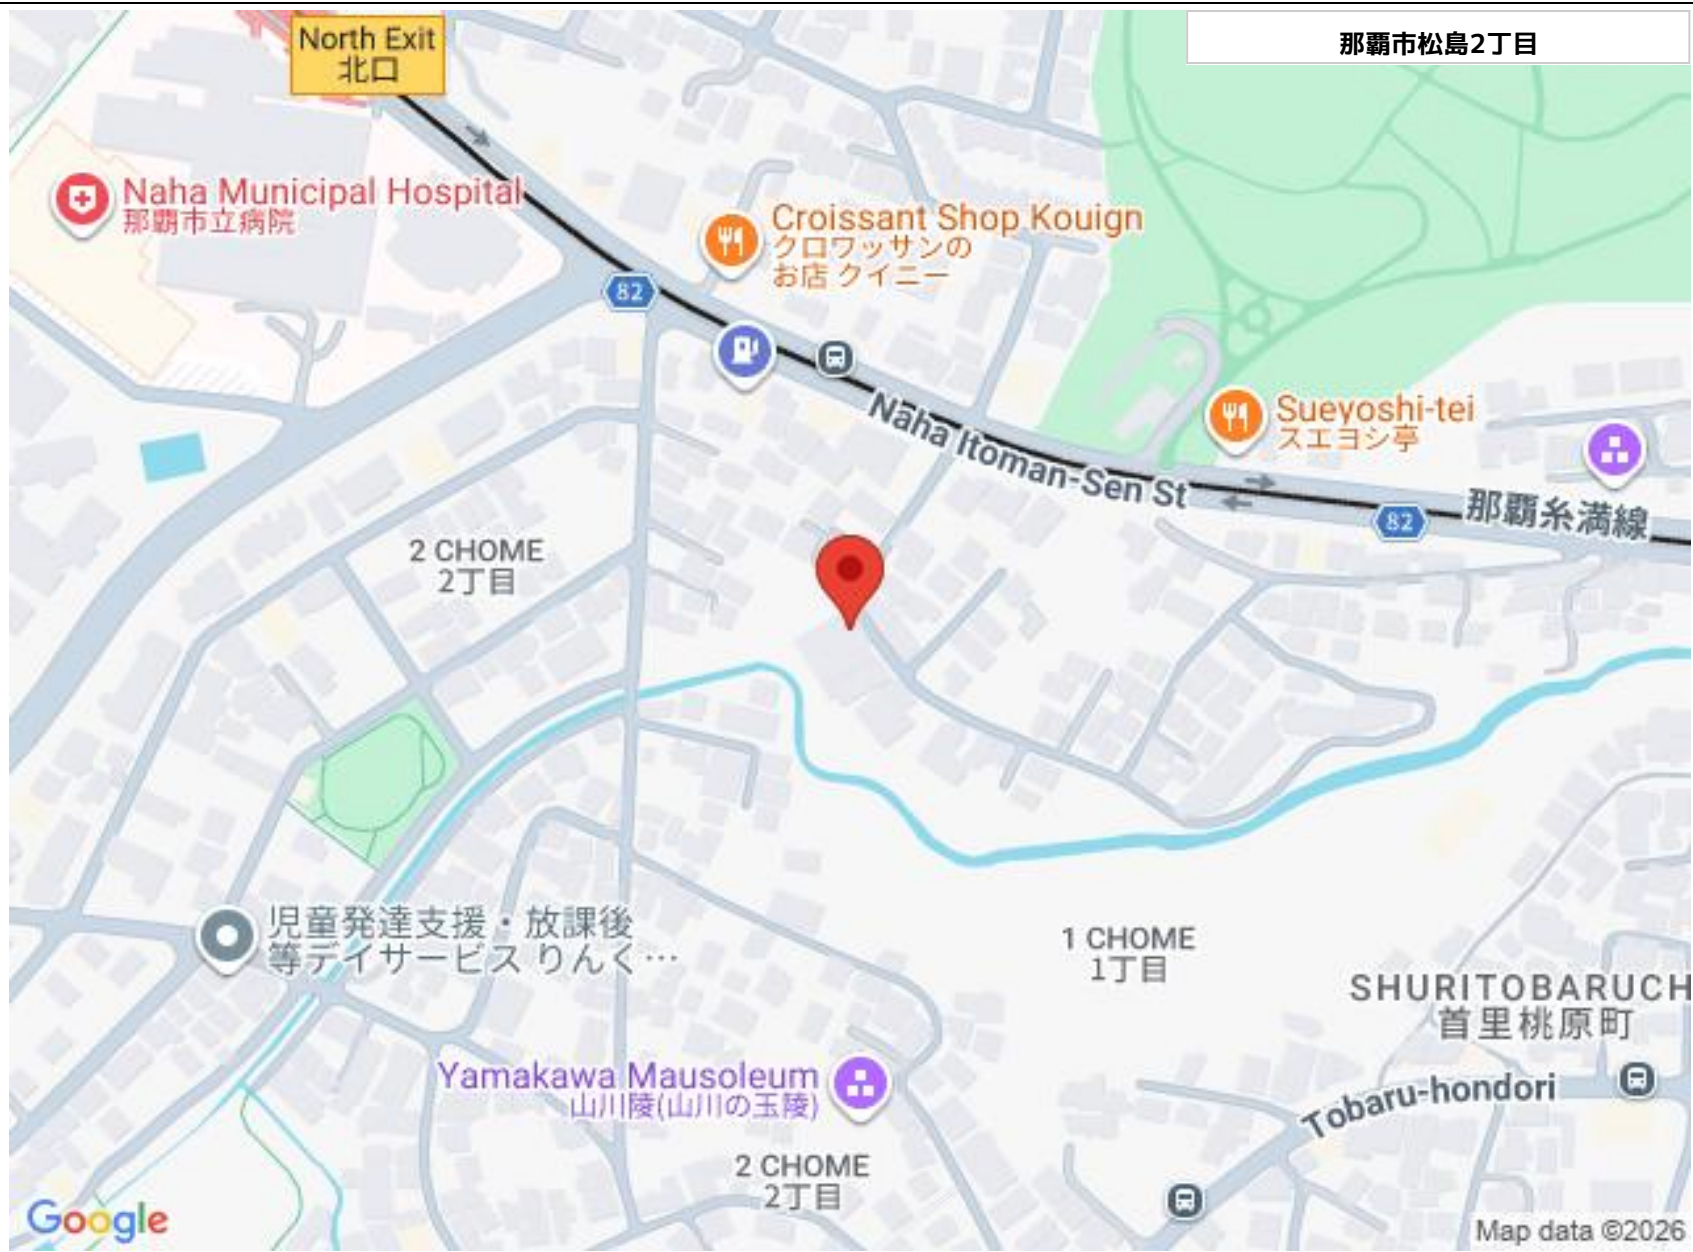 那覇市松島2丁目
North Exit
北口
Naha Municipal Hospital
那覇市立病院
Croissant Shop Kouign
クロワッサンの
お店 クイニー
82
Naha Itoman-Sen St
Sueyoshi-tei
スエヨシ亭
82
那覇糸満線
2 CHOME
2丁目
児童発達支援・放課後
等デイサービス りんく…
1 CHOME
1丁目
SHURITOBARUCH
首里桃原町
Yamakawa Mausoleum
山川陵(山川の玉陵)
Tobaru-hondori
2 CHOME
2丁目
Google
Map data ©2026